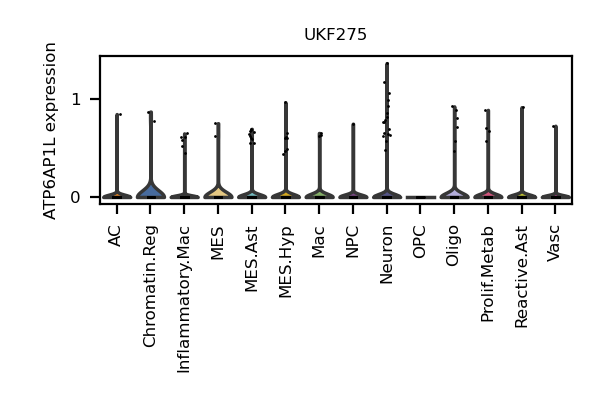 UKF275
ATP6AP1L expression
1
0
AC
Chromatin.Reg
Inflammatory.Mac
MES
MES.Ast
MES.Hyp
Mac
NPC
Neuron
OPC
Oligo
Prolif.Metab
Reactive.Ast
Vasc